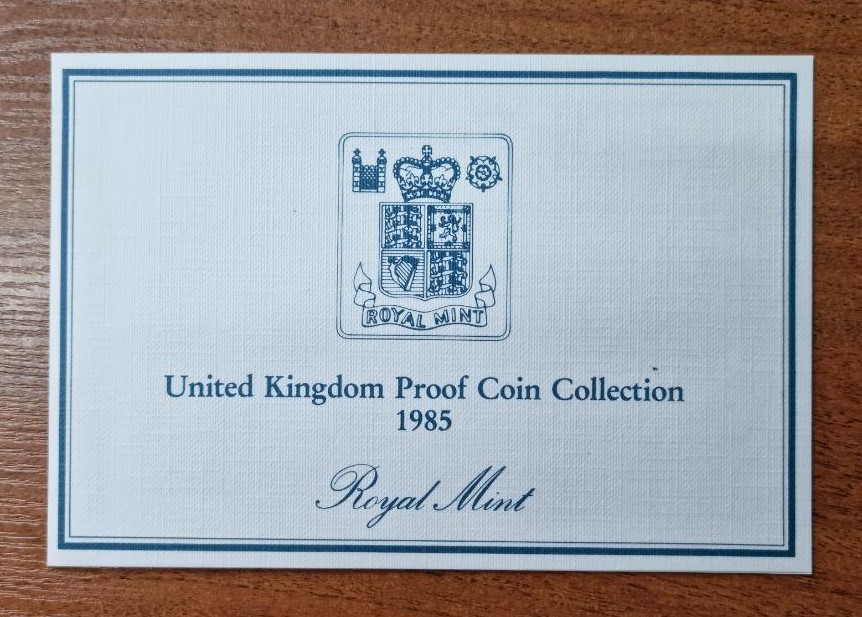 ROYAL MINT
United Kingdom Proof Coin Collection
1985
Royal Mint